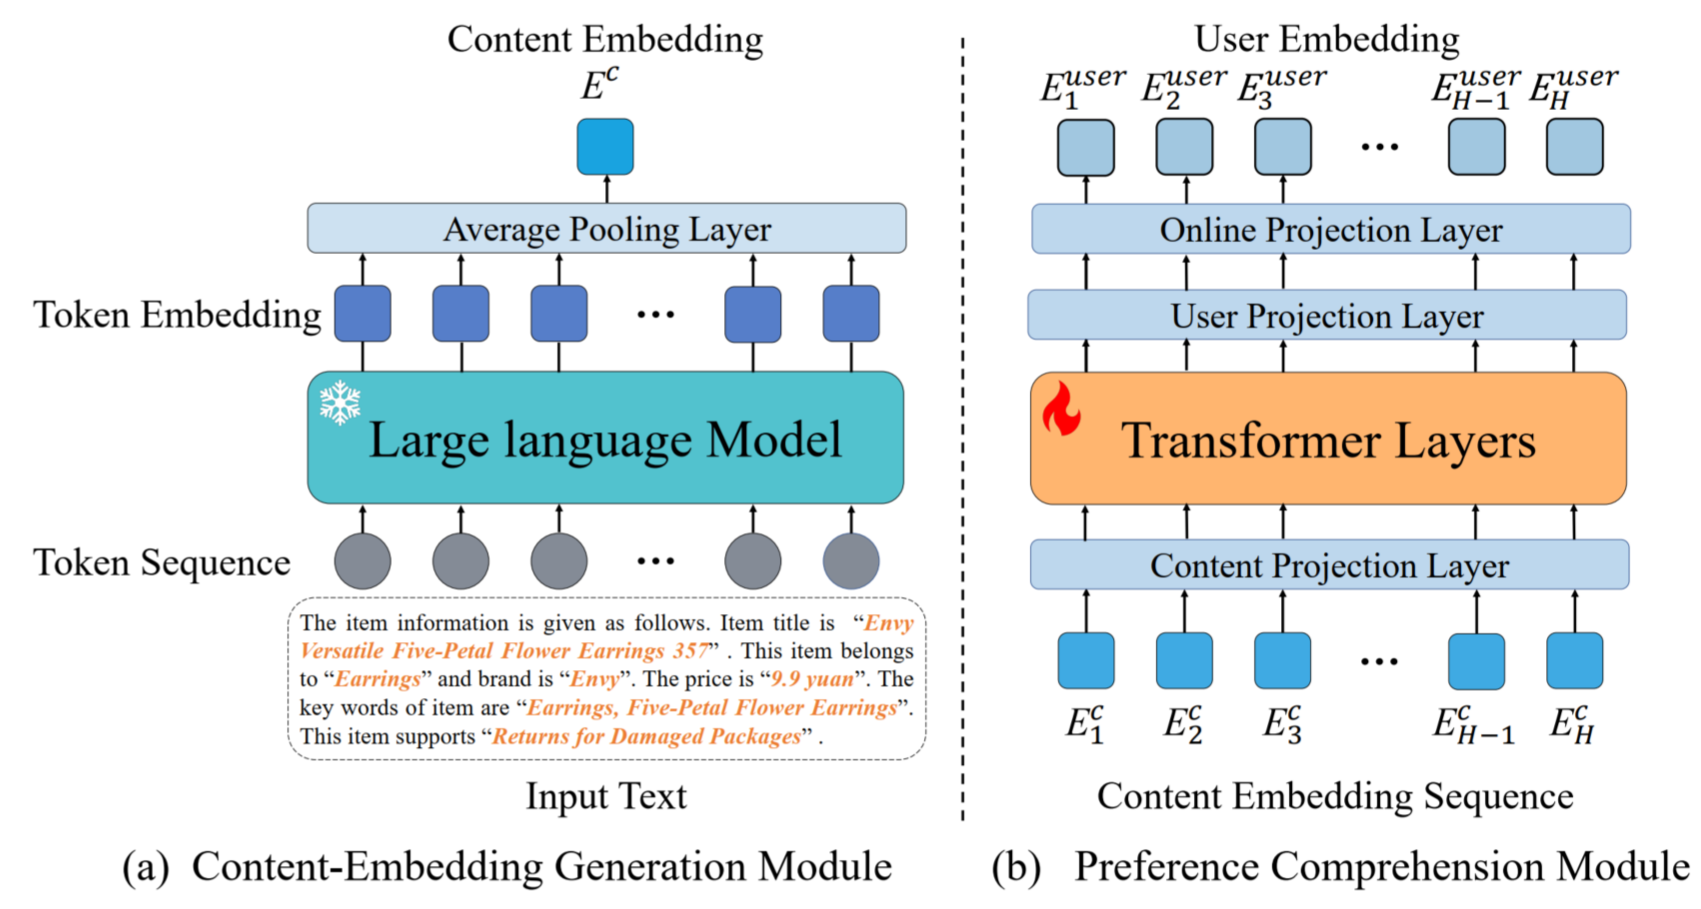 Content Embedding
E^c
Average Pooling Layer
Token Embedding
...
Large language Model
Token Sequence
...
The item information is given as follows. Item title is “Envy
Versatile Five-Petal Flower Earrings 357” . This item belongs
to “Earrings” and brand is “Envy”. The price is “9.9 yuan”. The
key words of item are “Earrings, Five-Petal Flower Earrings”.
This item supports “Returns for Damaged Packages” .
Input Text
(a) Content-Embedding Generation Module
User Embedding
E_1^{user} E_2^{user} E_3^{user} E_{H-1}^{user} E_H^{user}
...
Online Projection Layer
User Projection Layer
Transformer Layers
Content Projection Layer
...
E_1^c E_2^c E_3^c E_{H-1}^c E_H^c
Content Embedding Sequence
(b) Preference Comprehension Module